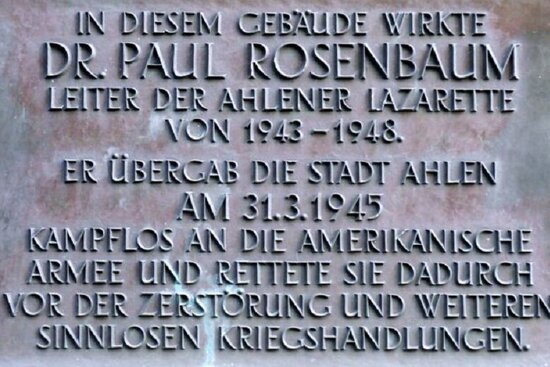 IN DIESEM GEBÄUDE WIRKTE
DR. PAUL ROSENBAUM
LEITER DER AHLENER LAZARETTE
VON 1943-1948.
ER ÜBERGAB DIE STADT AHLEN
AM 31.3.1945
KAMPFLOS AN DIE AMERIKANISCHE
ARMEE UND RETTETE SIE DADURCH
VOR DER ZERSTÖRUNG UND WEITEREN
SINNLOSEN KRIEGSHANDLUNGEN.